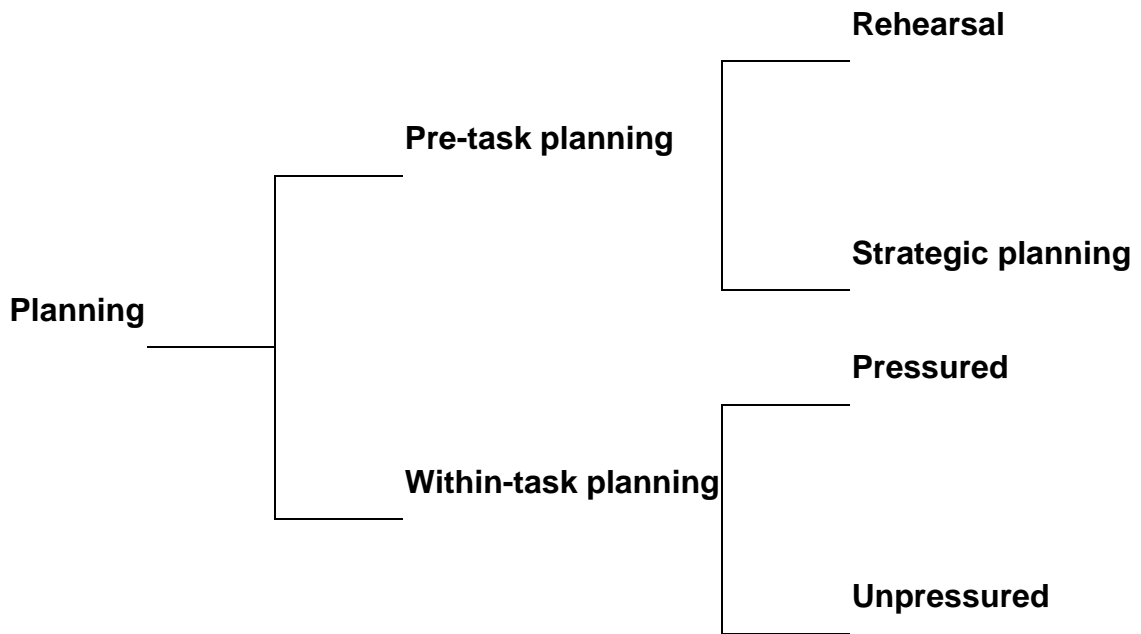 Rehearsal
Pre-task planning
Strategic planning
Planning
Pressured
Within-task planning
Unpressured